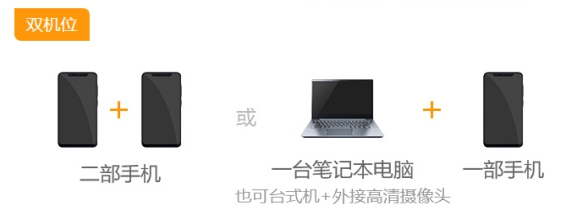 双机位
+
或
+
二部手机
一台笔记本电脑
一部手机
也可台式机+外接高清摄像头